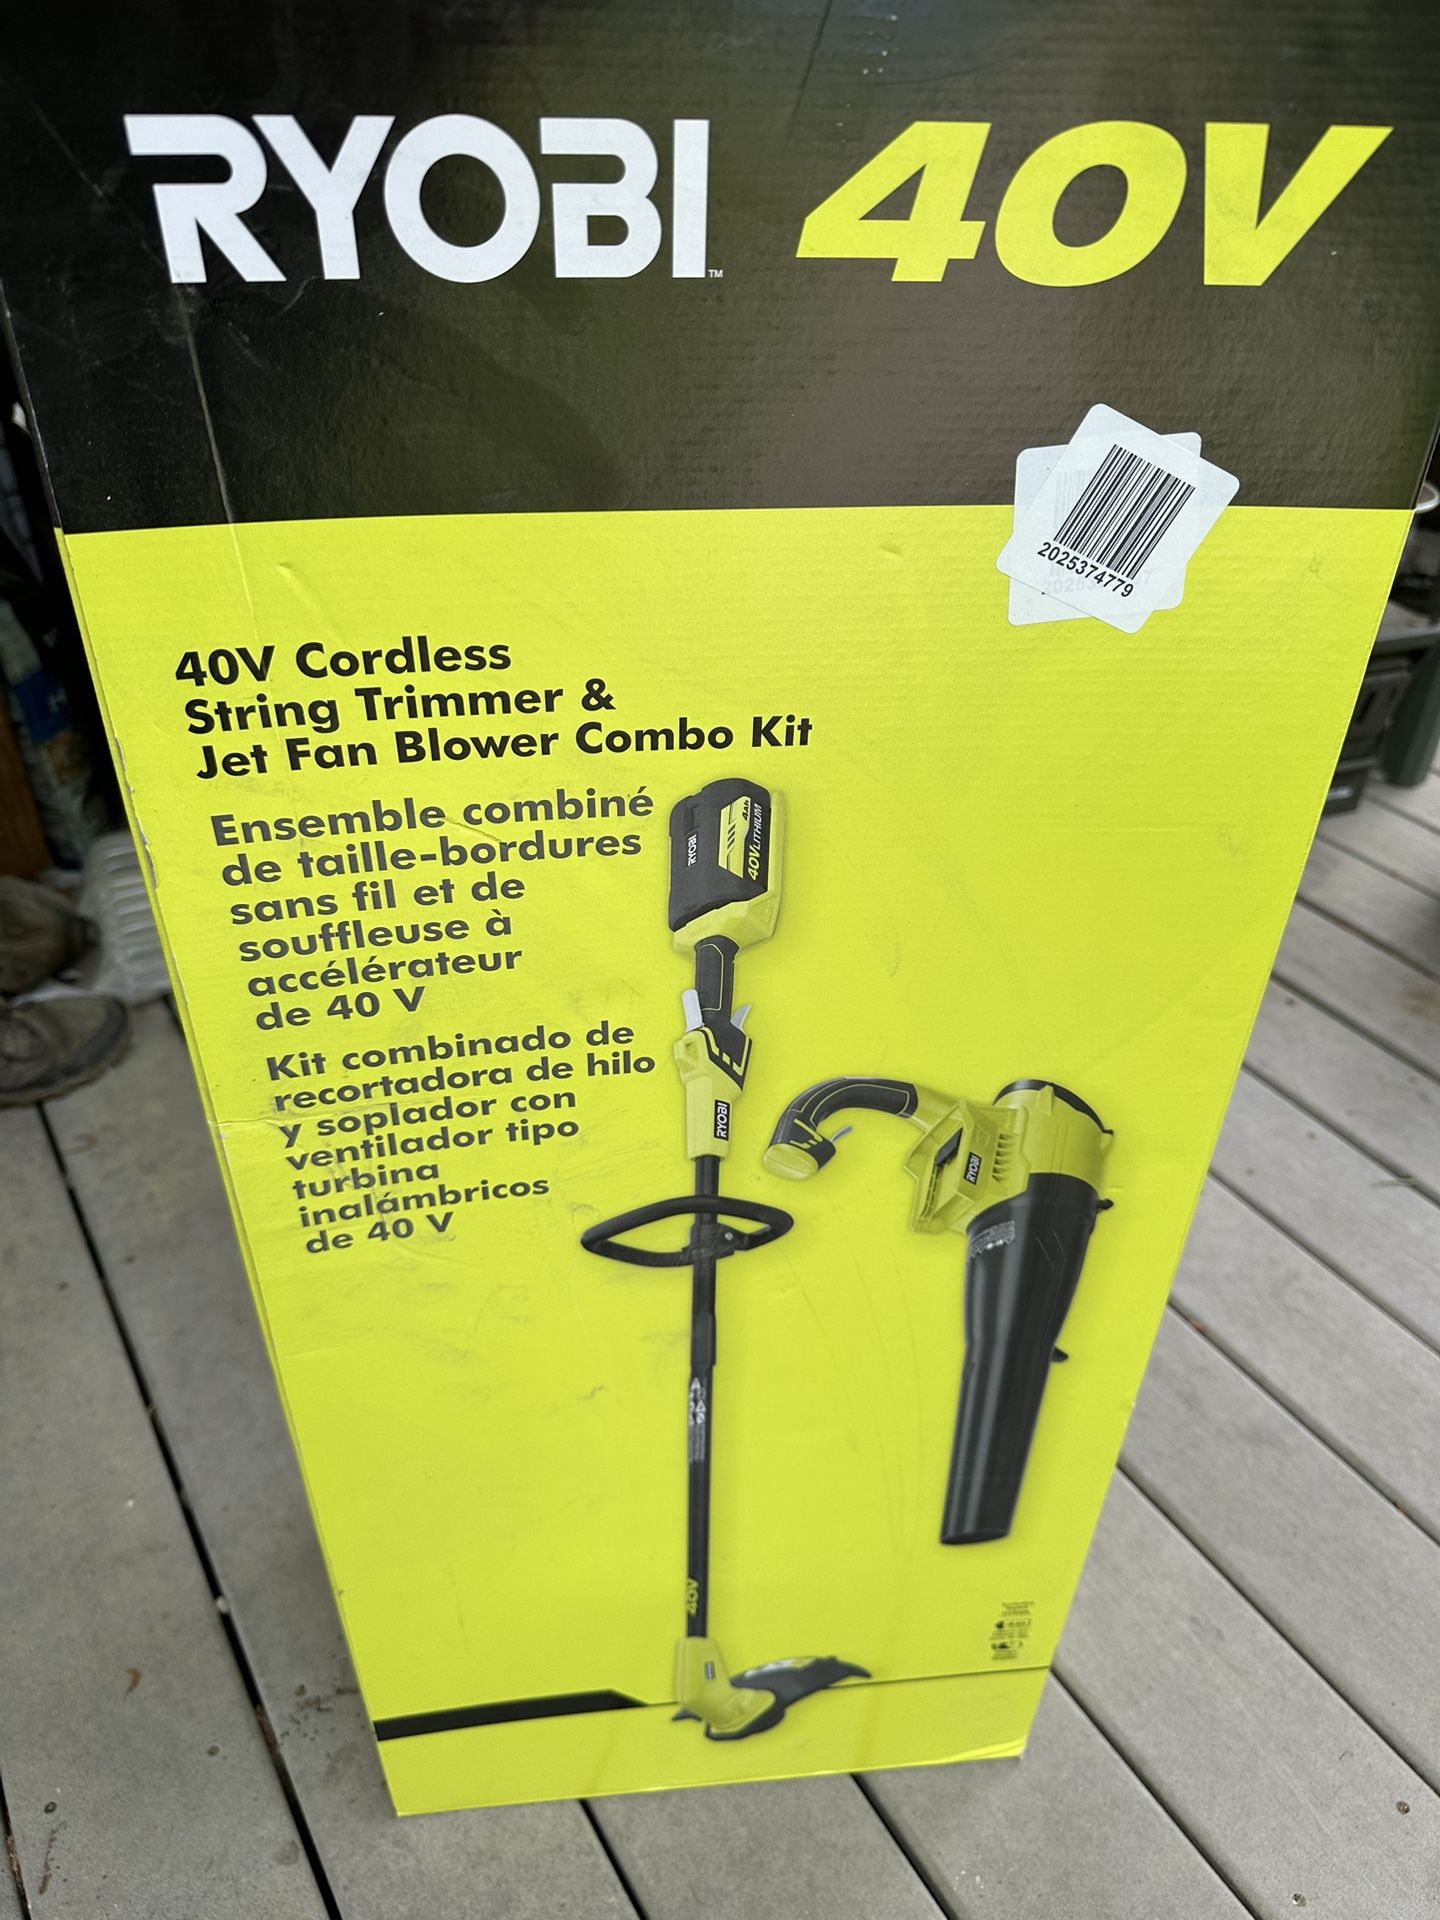 RYOBI™ 40V
2025374779
40V Cordless
String Trimmer &
Jet Fan Blower Combo Kit
Ensemble combiné
de taille-bordures
sans fil et de
souffleuse à
accélérateur
de 40 V
Kit combinado de
recortadora de hilo
y soplador con
ventilador tipo
turbina
inalámbricos
de 40 V
RYOBI
40V LITHIUM
4Ah
RYOBI
RYOBI
40V